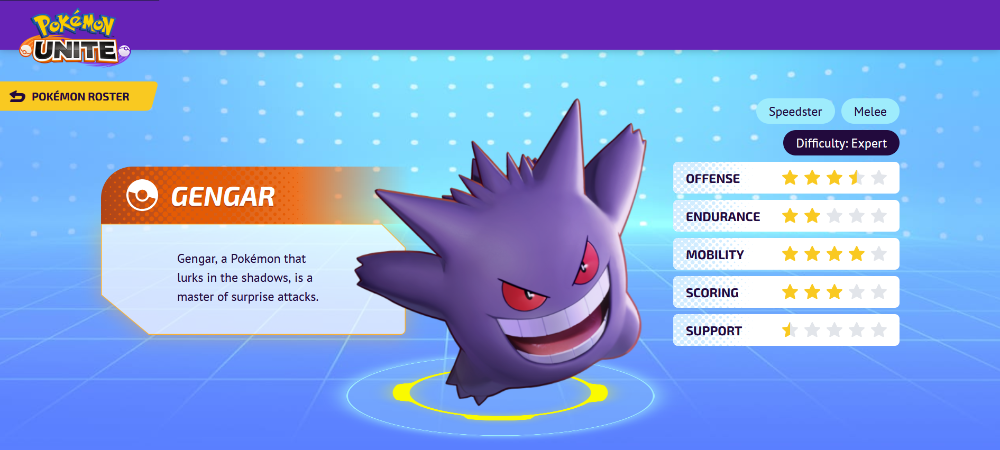 POKÉMON
UNITE
POKÉMON ROSTER
GENGAR
Gengar, a Pokémon that
lurks in the shadows, is a
master of surprise attacks.
Speedster Melee
Difficulty: Expert
OFFENSE
ENDURANCE
MOBILITY
SCORING
SUPPORT